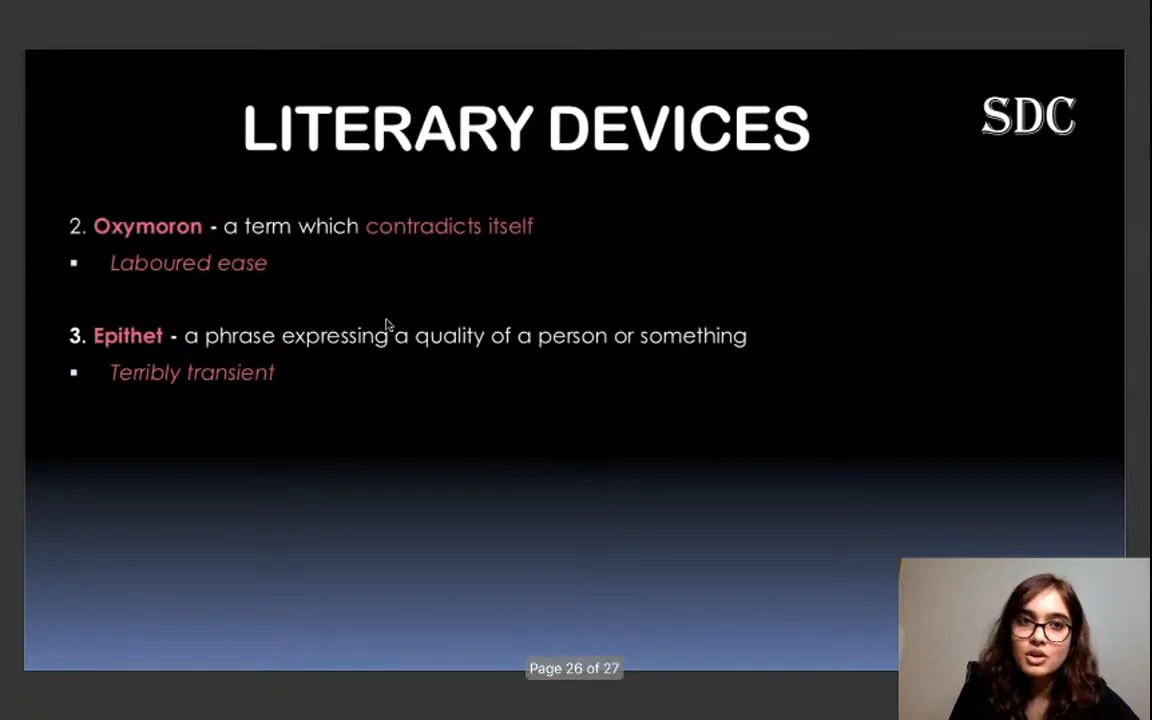 LITERARY DEVICES
SDC
2. Oxymoron - a term which contradicts itself
▪ Laboured ease
3. Epithet - a phrase expressing a quality of a person or something
▪ Terribly transient
Page 26 of 27